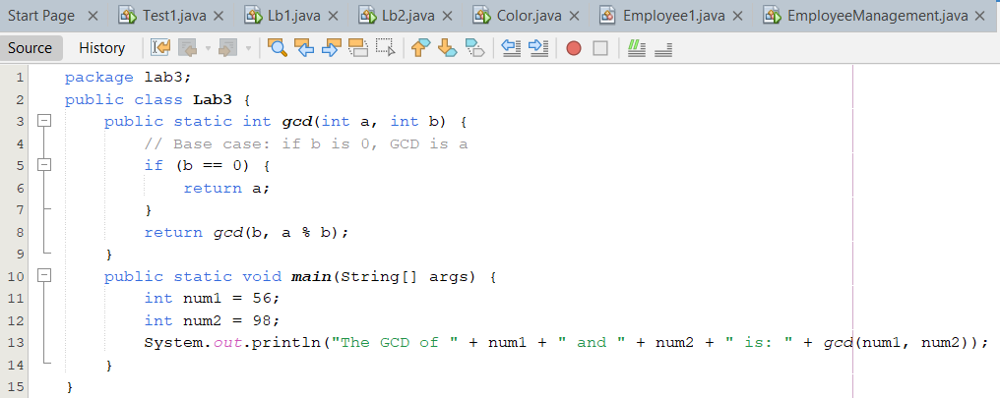 Start Page Test1.java Lb1.java Lb2.java Color.java Employee1.java EmployeeManagement.java
Source History
1 package lab3;
2 public class Lab3 {
3 public static int gcd(int a, int b) {
4 // Base case: if b is 0, GCD is a
5 if (b == 0) {
6 return a;
7 }
8 return gcd(b, a % b);
9 }
10 public static void main(String[] args) {
11 int num1 = 56;
12 int num2 = 98;
13 System.out.println("The GCD of " + num1 + " and " + num2 + " is: " + gcd(num1, num2));
14 }
15 }